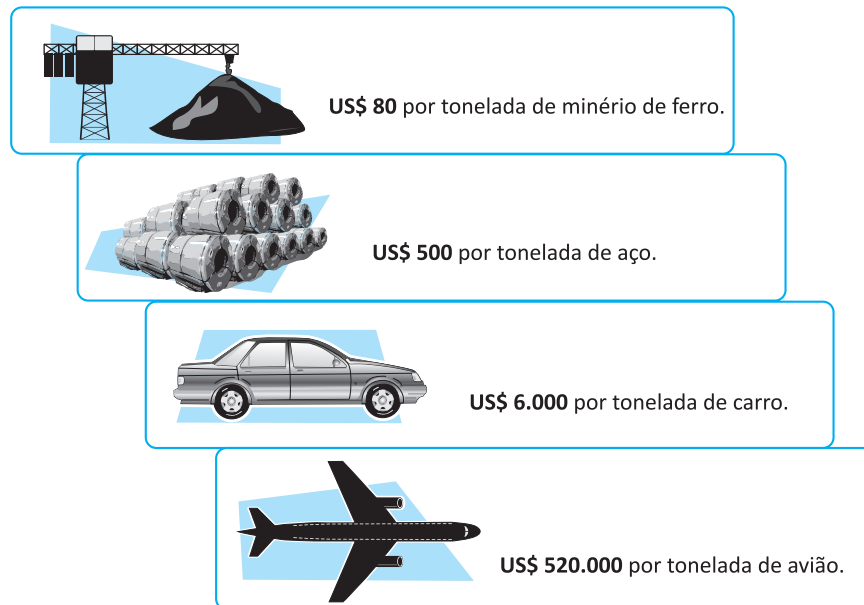 US$ 80 por tonelada de minério de ferro.
US$ 500 por tonelada de aço.
US$ 6.000 por tonelada de carro.
US$ 520.000 por tonelada de avião.